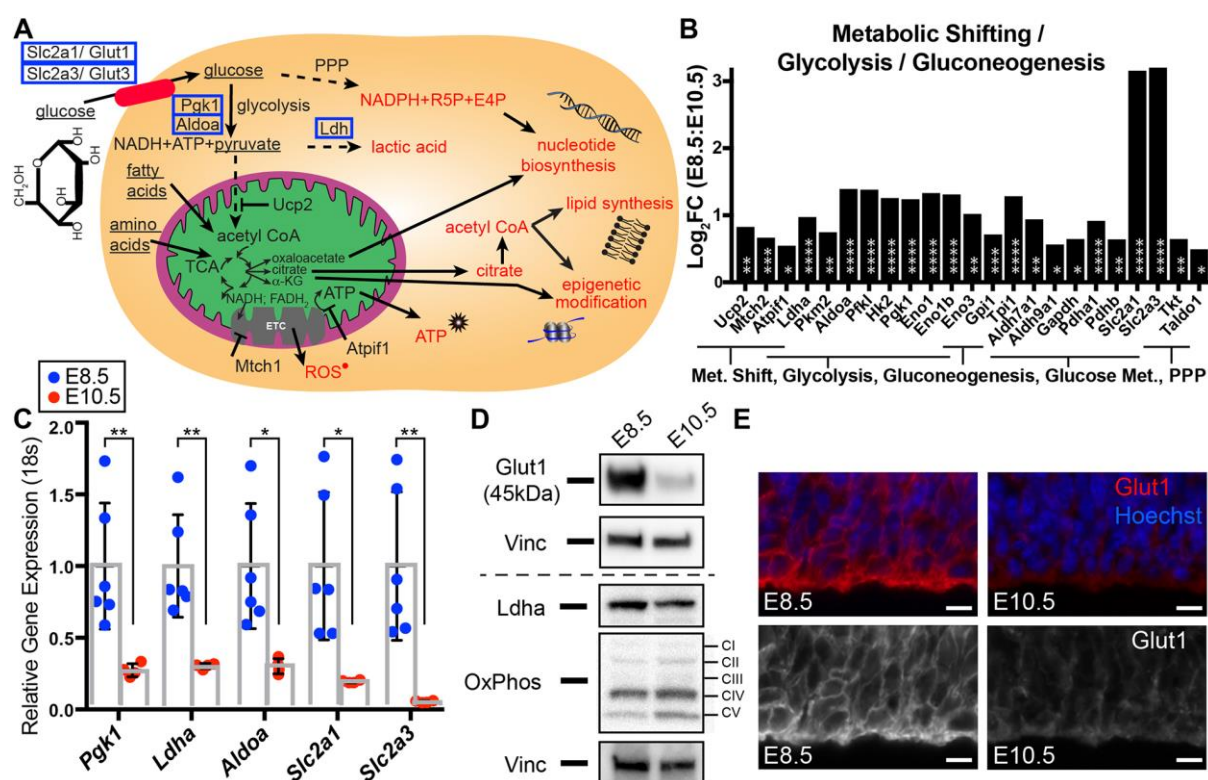 A
Slc2a1/ Glut1
Slc2a3/ Glut3
glucose
glucose
PPP
NADPH+R5P+E4P
Pgk1
Aldoa
glycolysis
Ldh
NADH+ATP+pyruvate
lactic acid
nucleotide
biosynthesis
fatty
acids
Ucp2
amino
acids
acetyl CoA
TCA
oxaloacetate
citrate
α-KG
NADH; FADH2
ATP
ETC
acetyl CoA
citrate
lipid synthesis
epigenetic
modification
ATP
Atpif1
Mtch1
ROS
OH
OH
OH
OH
O
CH2OH
B
Metabolic Shifting /
Glycolysis / Gluconeogenesis
Log2FC (E8.5:E10.5)
3
2
1
0
** *** * **** * **** **** **** **** **** **** ** * **** ** * * *** * **** **** * *
Ucp2
Mtch2
Atpif1
Ldha
Pkm2
Aldoa
Pfkl
Hk2
Pgk1
Eno1
Eno1b
Eno3
Gpi1
Tpi1
Aldh7a1
Aldh9a1
Gapdh
Pdha1
Pdhb
Slc2a1
Slc2a3
Tkt
Taldo1
Met. Shift, Glycolysis, Gluconeogenesis, Glucose Met., PPP
E8.5
E10.5
C
Relative Gene Expression (18s)
2.0
1.5
1.0
0.5
0.0
** ** * * **
Pgk1
Ldha
Aldoa
Slc2a1
Slc2a3
D
E8.5
E10.5
Glut1
(45kDa)
Vinc
Ldha
OxPhos
CI
CII
CIII
CIV
CV
Vinc
E
Glut1
Hoechst
E8.5
E10.5
Glut1
E8.5
E10.5